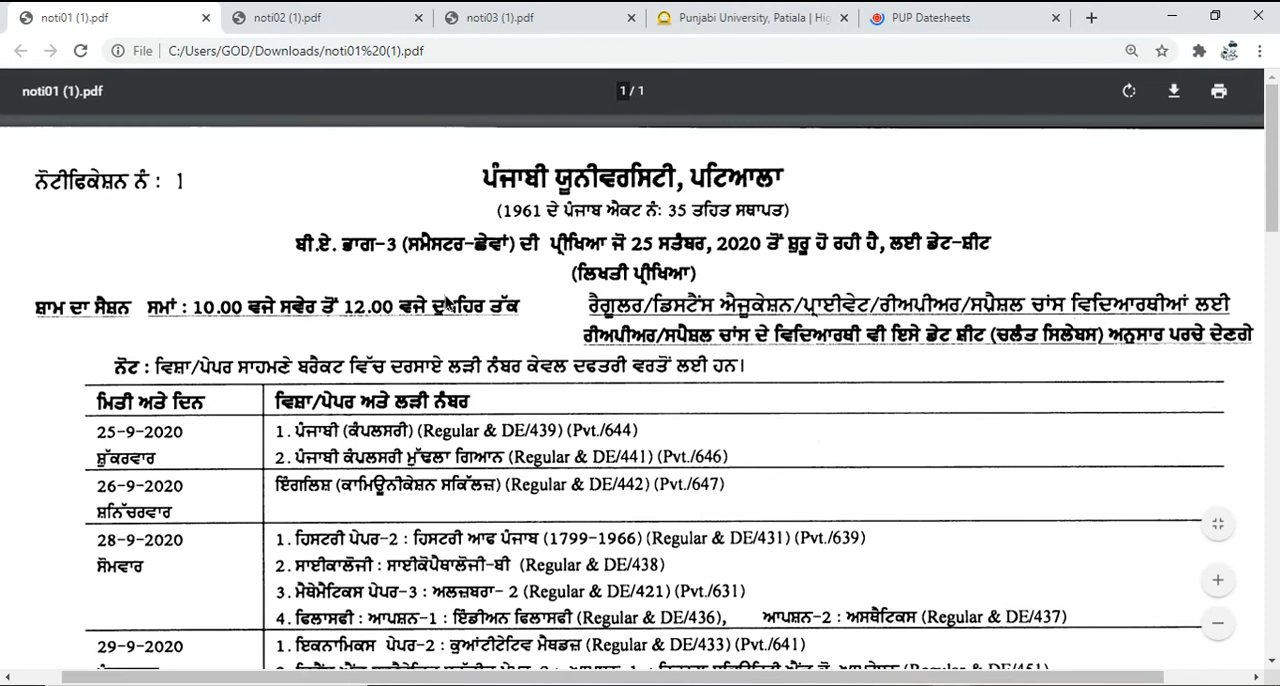 noti01 (1).pdf
noti02 (1).pdf
noti03 (1).pdf
Punjabi University, Patiala | Hig
PUP Datesheets
File
C:/Users/GOD/Downloads/noti01%20(1).pdf
noti01 (1).pdf
1 / 1
ਨੋਟੀਫਿਕੇਸ਼ਨ ਨੰ : 1
ਪੰਜਾਬੀ ਯੂਨੀਵਰਸਿਟੀ, ਪਟਿਆਲਾ
(1961 ਦੇ ਪੰਜਾਬ ਐਕਟ ਨੰ: 35 ਤਹਿਤ ਸਥਾਪਤ)
ਬੀ.ਏ. ਭਾਗ-3 (ਸਮੈਸਟਰ-ਛੇਵਾਂ) ਦੀ ਪ੍ਰੀਖਿਆ ਜੋ 25 ਸਤੰਬਰ, 2020 ਤੋਂ ਸ਼ੁਰੂ ਹੋ ਰਹੀ ਹੈ, ਲਈ ਡੇਟ-ਸ਼ੀਟ
(ਲਿਖਤੀ ਪ੍ਰੀਖਿਆ)
ਸ਼ਾਮ ਦਾ ਸੈਸ਼ਨ ਸਮਾਂ : 10.00 ਵਜੇ ਸਵੇਰ ਤੋਂ 12.00 ਵਜੇ ਦੁਪਹਿਰ ਤੱਕ
ਰੈਗੂਲਰ/ਡਿਸਟੈਂਸ ਐਜੂਕੇਸ਼ਨ/ਪ੍ਰਾਈਵੇਟ/ਰੀਅਪੀਅਰ/ਸਪੈਸ਼ਲ ਚਾਂਸ ਵਿਦਿਆਰਥੀਆਂ ਲਈ
ਰੀਅਪੀਅਰ/ਸਪੈਸ਼ਲ ਚਾਂਸ ਦੇ ਵਿਦਿਆਰਥੀ ਵੀ ਇਸੇ ਡੇਟ ਸ਼ੀਟ (ਚਲੰਤ ਸਿਲੇਬਸ) ਅਨੁਸਾਰ ਪਰਚੇ ਦੇਣਗੇ
ਨੋਟ : ਵਿਸ਼ਾ/ਪੇਪਰ ਸਾਹਮਣੇ ਬਰੈਕਟ ਵਿੱਚ ਦਰਸਾਏ ਲੜੀ ਨੰਬਰ ਕੇਵਲ ਦਫਤਰੀ ਵਰਤੋਂ ਲਈ ਹਨ।
ਮਿਤੀ ਅਤੇ ਦਿਨ
ਵਿਸ਼ਾ/ਪੇਪਰ ਅਤੇ ਲੜੀ ਨੰਬਰ
25-9-2020
ਸ਼ੁੱਕਰਵਾਰ
1. ਪੰਜਾਬੀ (ਕੰਪਲਸਰੀ) (Regular & DE/439) (Pvt./644)
2. ਪੰਜਾਬੀ ਕੰਪਲਸਰੀ ਮੁੱਢਲਾ ਗਿਆਨ (Regular & DE/441) (Pvt./646)
26-9-2020
ਸ਼ਨਿੱਚਰਵਾਰ
ਇੰਗਲਿਸ਼ (ਕਾਮਿਊਨੀਕੇਸ਼ਨ ਸਕਿੱਲਜ਼) (Regular & DE/442) (Pvt./647)
28-9-2020
ਸੋਮਵਾਰ
1. ਹਿਸਟਰੀ ਪੇਪਰ-2 : ਹਿਸਟਰੀ ਆਫ ਪੰਜਾਬ (1799-1966) (Regular & DE/431) (Pvt./639)
2. ਸਾਈਕਾਲੋਜੀ : ਸਾਈਕੋਪੈਥਾਲੋਜੀ-ਬੀ (Regular & DE/438)
3. ਮੈਥੇਮੈਟਿਕਸ ਪੇਪਰ-3 : ਅਲਜ਼ਬਰਾ- 2 (Regular & DE/421) (Pvt./631)
4. ਫਿਲਾਸਫੀ : ਆਪਸ਼ਨ-1 : ਇੰਡੀਅਨ ਫਿਲਾਸਫੀ (Regular & DE/436), ਆਪਸ਼ਨ-2 : ਅਸਥੈਟਿਕਸ (Regular & DE/437)
29-9-2020
1. ਇਕਨਾਮਿਕਸ ਪੇਪਰ-2 : ਕੁਆਂਟੀਟੇਟਿਵ ਮੈਥਡਜ਼ (Regular & DE/433) (Pvt./641)